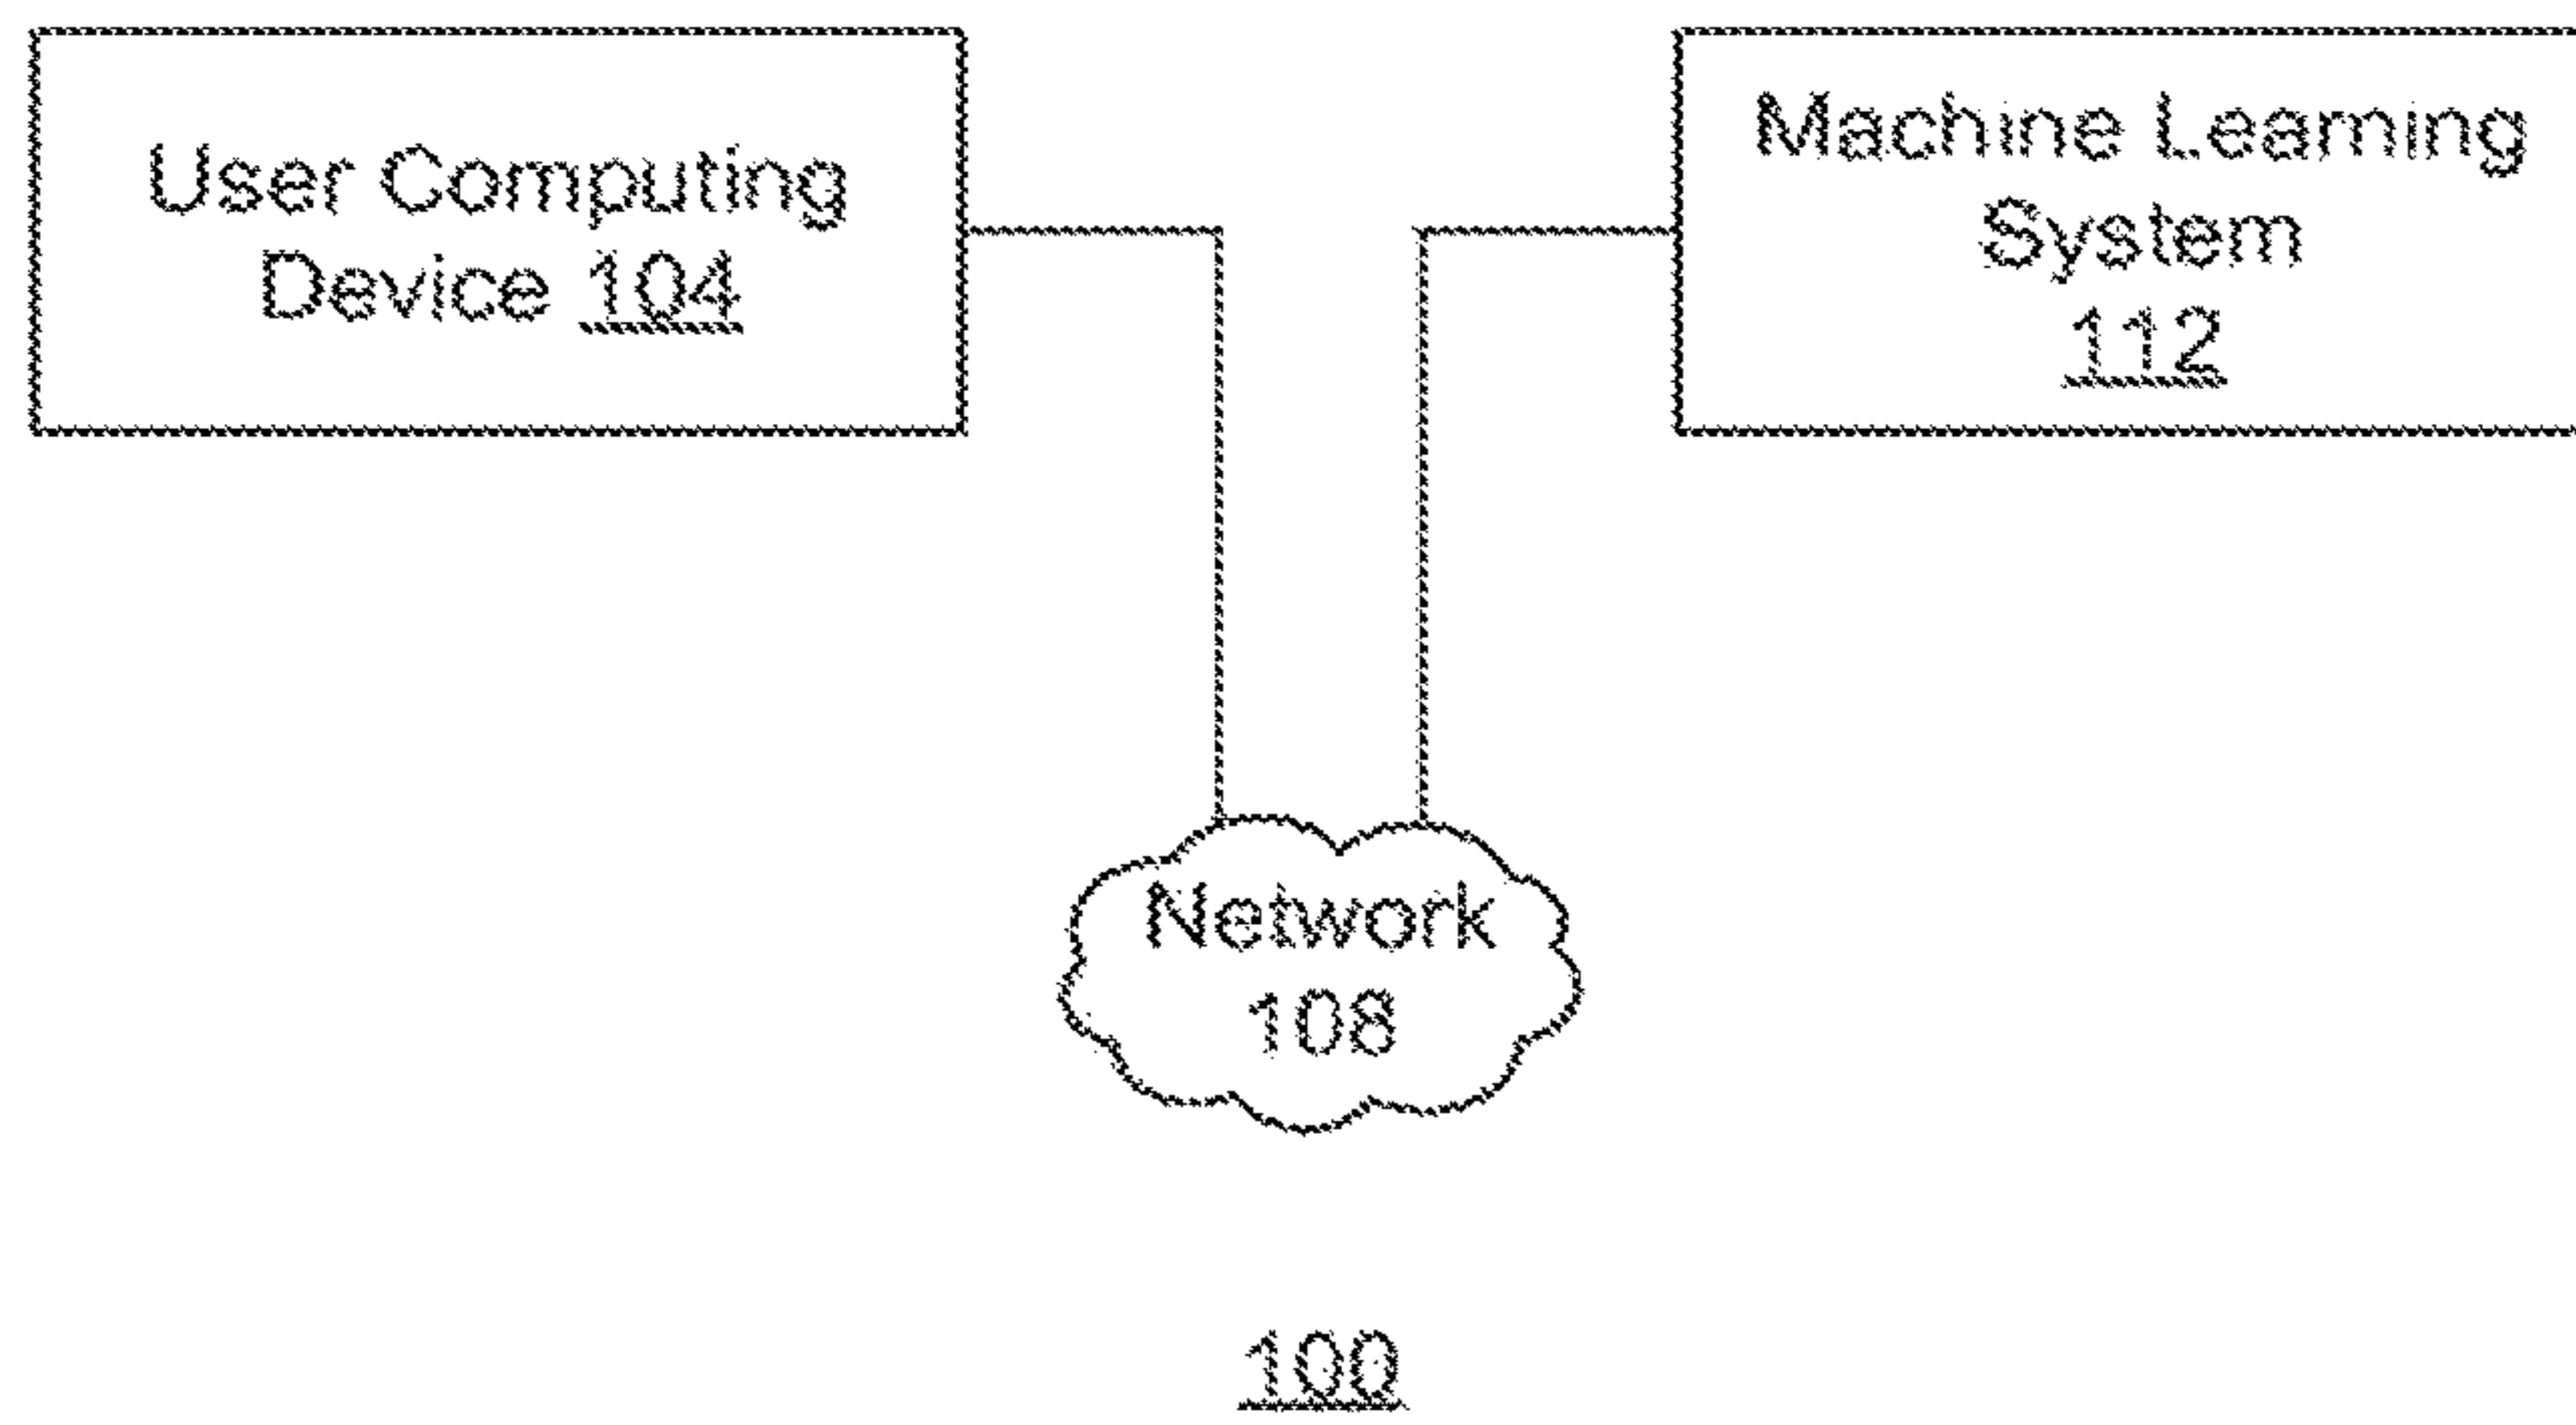 User Computing
Device 104
Machine Learning
System
112
Network
108
100